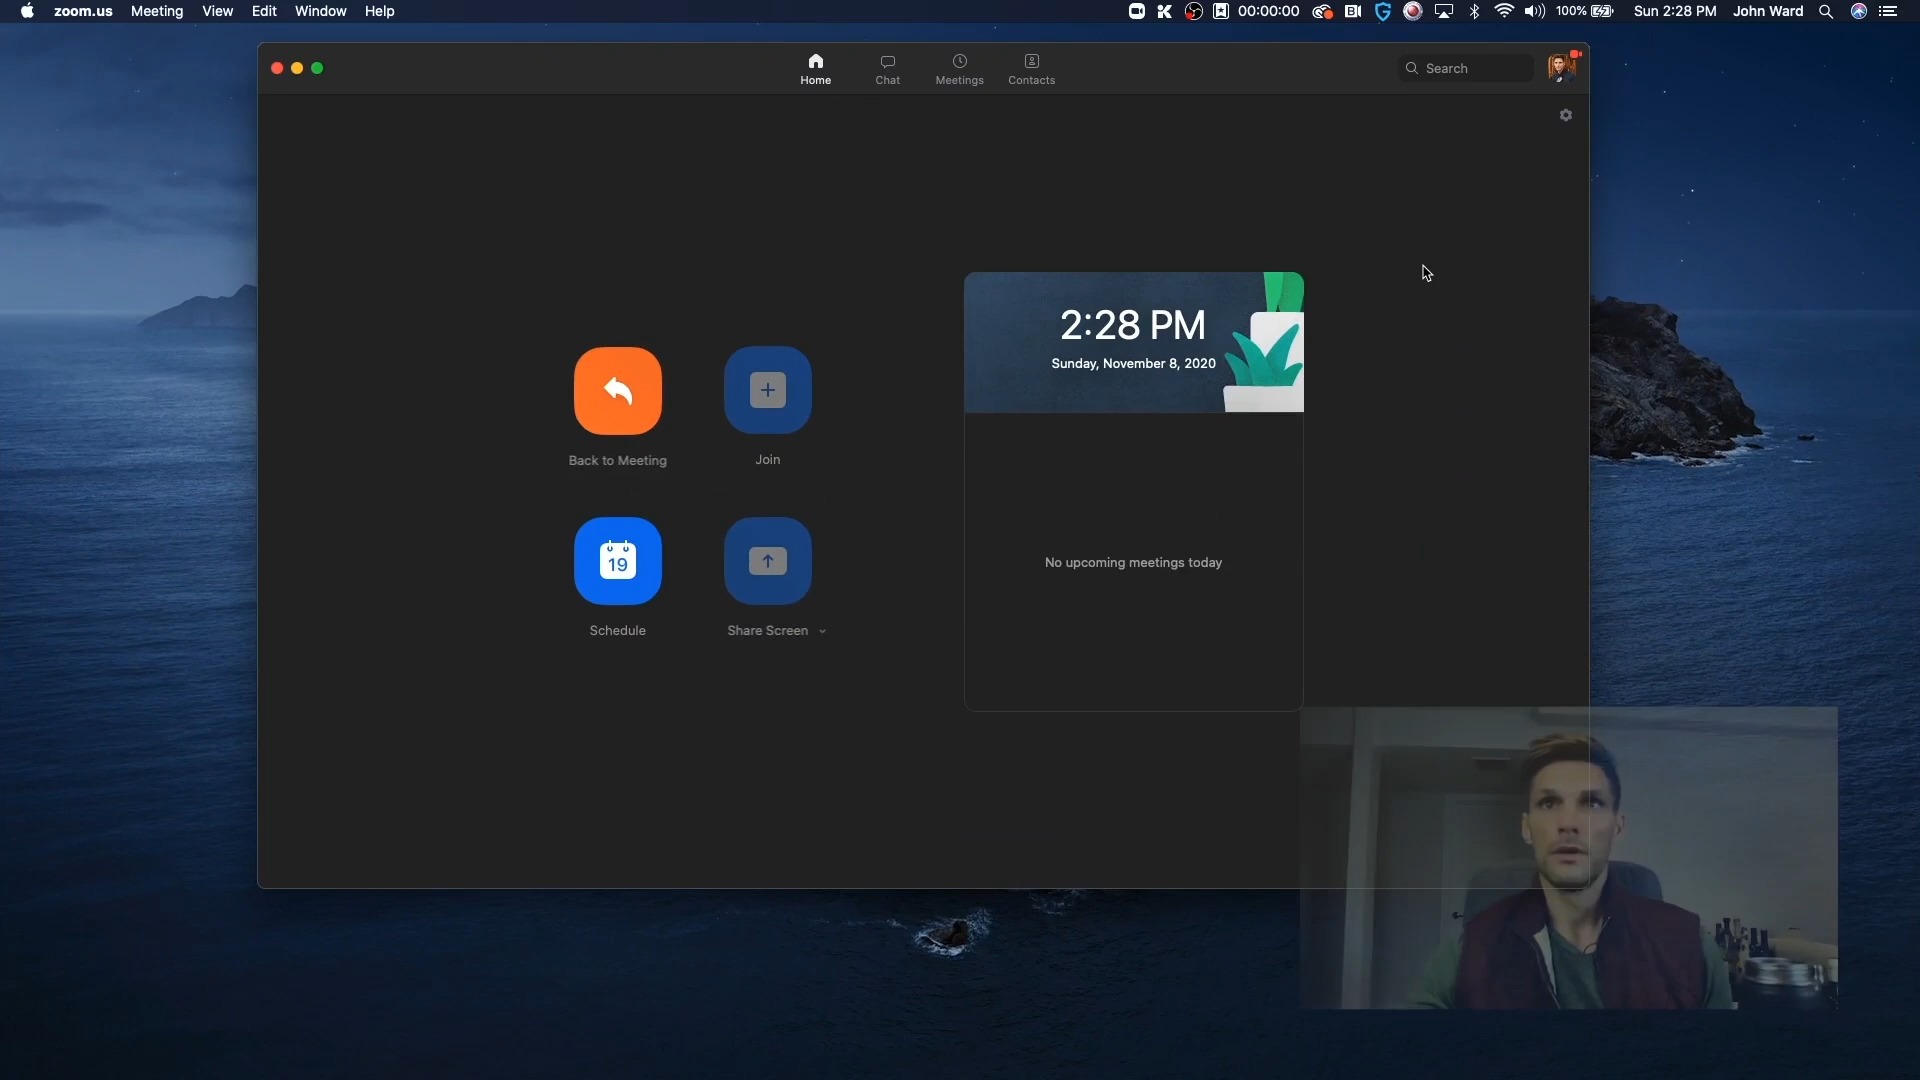 zoom.us Meeting View Edit Window Help 00:00:00 100% Sun 2:28 PM John Ward
Home Chat Meetings Contacts
Search
2:28 PM
Sunday, November 8, 2020
Back to Meeting Join
19
Schedule Share Screen
No upcoming meetings today